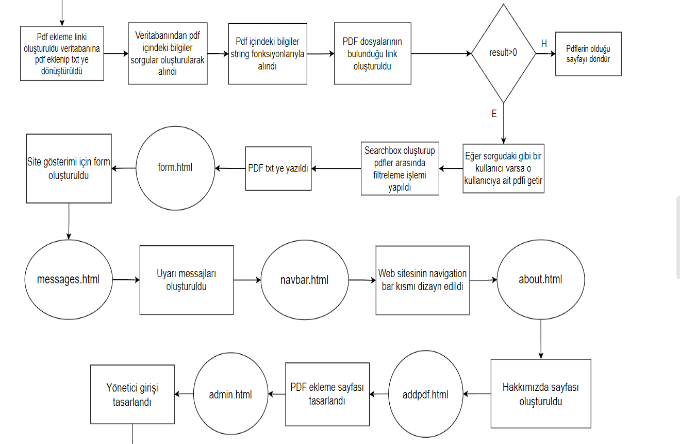 Pdf ekleme linki
oluşturuldu veritabanına
pdf eklenip txt ye
dönüştürüldü
Veritabanından pdf
içindeki bilgiler
sorgular oluşturularak
alındı
Pdf içindeki bilgiler
string fonksiyonlarıyla
alındı
PDF dosyalarının
bulunduğu link
oluşturuldu
result>0
H
Pdflerin olduğu
sayfayı döndür
E
Eğer sorgudaki gibi bir
kullanıcı varsa o
kullanıcıya ait pdfi getir
Searchbox oluşturup
pdfler arasında
filtreleme işlemi
yapıldı
PDF txt ye yazıldı
form.html
Site gösterimi için form
oluşturuldu
messages.html
Uyarı messajları
oluşturuldu
navbar.html
Web sitesinin navigation
bar kısmı dizayn edildi
about.html
Hakkımızda sayfası
oluşturuldu
addpdf.html
PDF ekleme sayfası
tasarlandı
admin.html
Yönetici girişi
tasarlandı